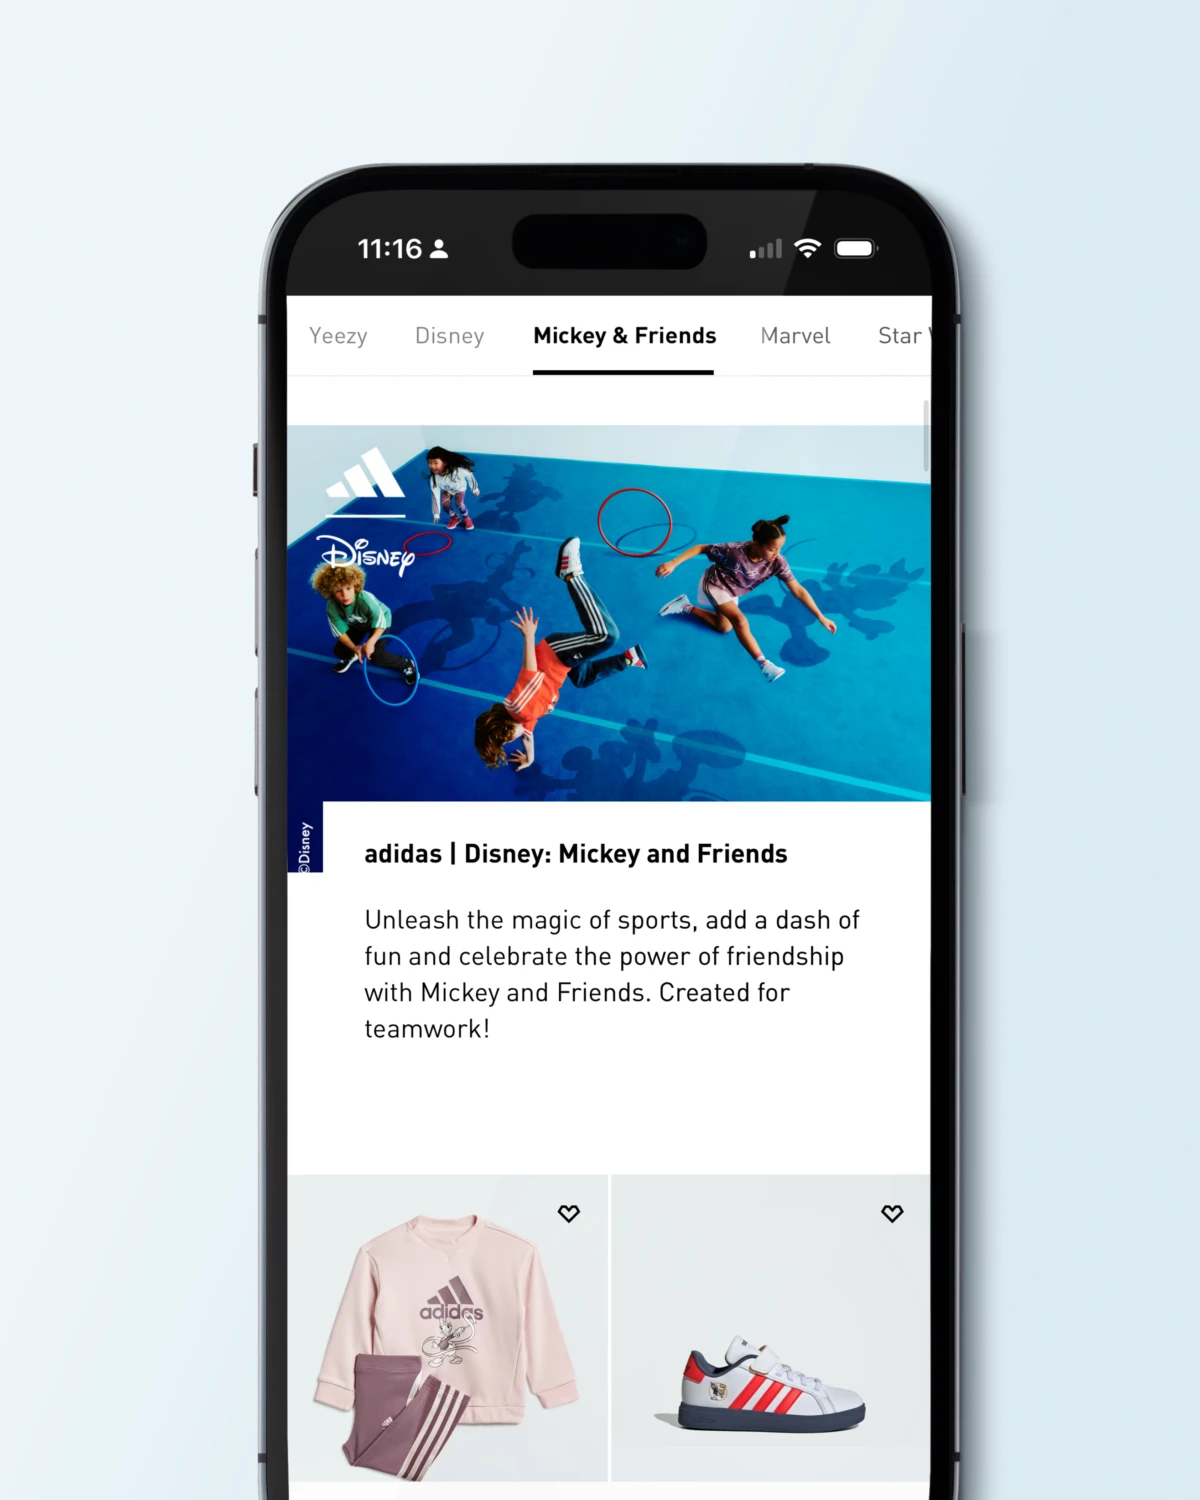 11:16
Yeezy
Disney
Mickey & Friends
Marvel
Star
Disney
©Disney
adidas | Disney: Mickey and Friends
Unleash the magic of sports, add a dash of
fun and celebrate the power of friendship
with Mickey and Friends. Created for
teamwork!
adidas